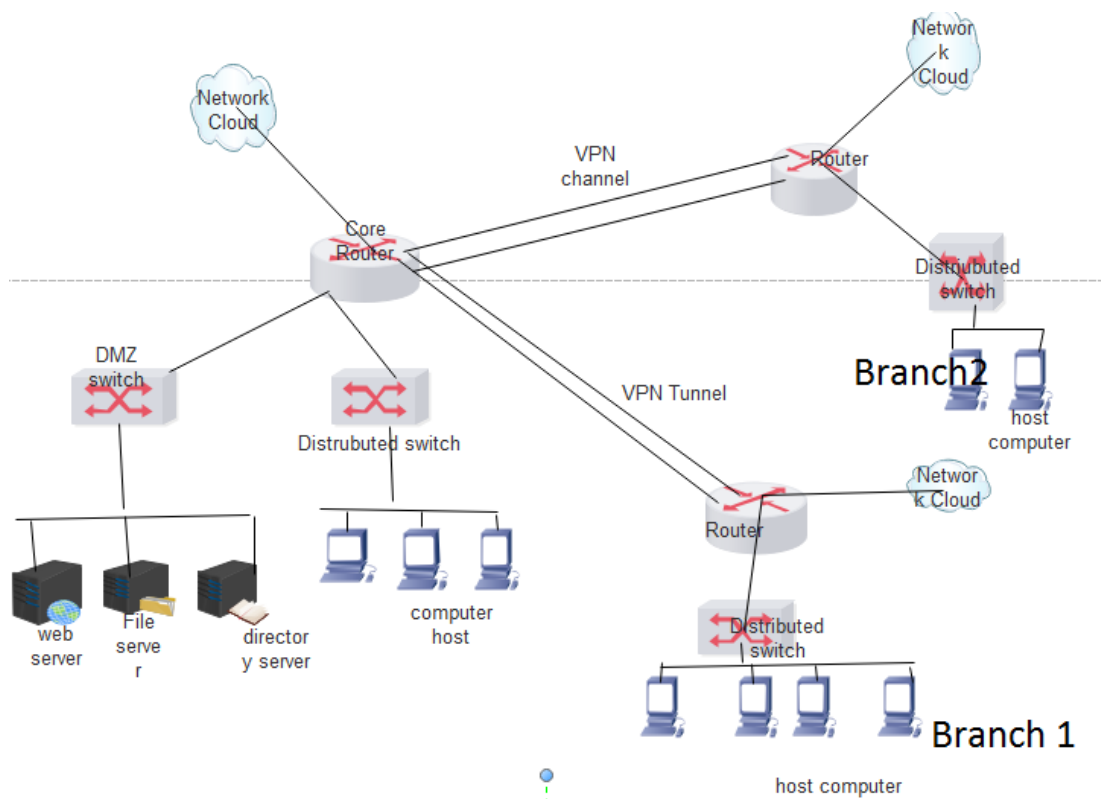 Networ
k
Cloud
Network
Cloud
VPN
channel
Router
Core
Router
Distriubuted
switch
DMZ
switch
Branch2
VPN Tunnel
host
computer
Distrubuted switch
Networ
k Cloud
Router
web
server
File
serve
r
director
y server
computer
host
Distributed
switch
Branch 1
host computer